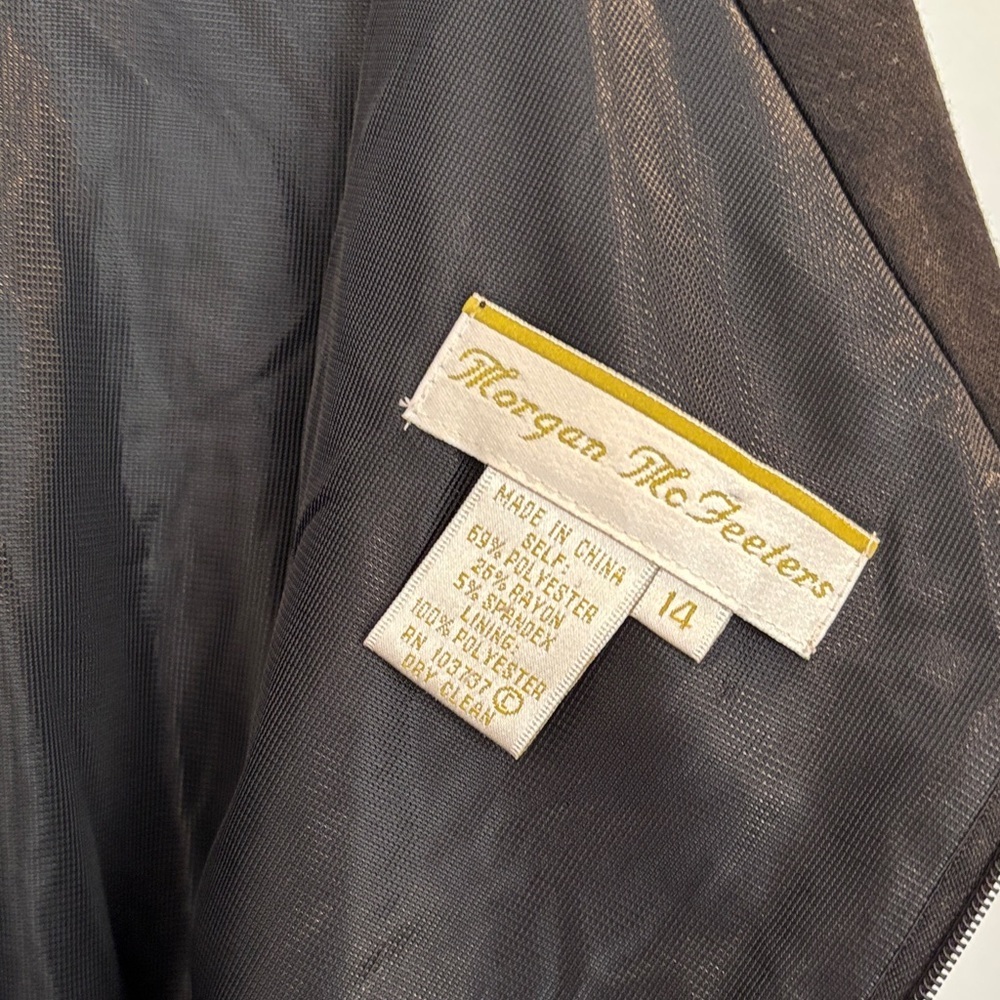 Morgan McFeeters
14
MADE IN CHINA
SELF:
69% POLYESTER
26% RAYON
5% SPANDEX
LINING:
100% POLYESTER
RN 103737 ©
DRY CLEAN